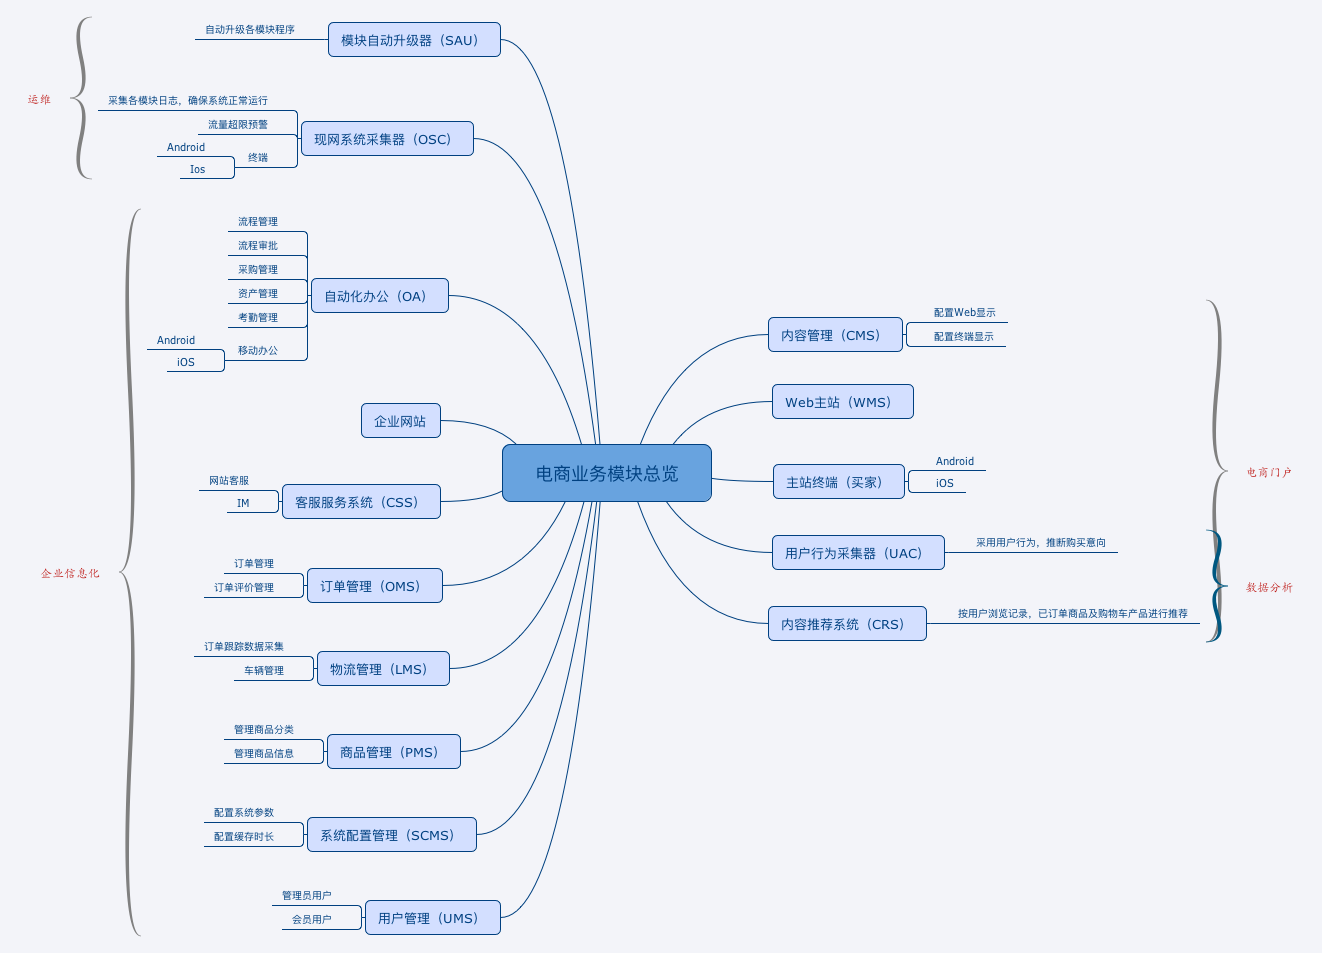 自动升级各模块程序
模块自动升级器（SAU）
运维
采集各模块日志，确保系统正常运行
流量超限预警
现网系统采集器（OSC）
Android
终端
Ios
流程管理
流程审批
采购管理
资产管理
自动化办公（OA）
考勤管理
Android
移动办公
iOS
企业网站
网站客服
IM
客服服务系统（CSS）
企业信息化
订单管理
订单评价管理
订单管理（OMS）
订单跟踪数据采集
车辆管理
物流管理（LMS）
管理商品分类
管理商品信息
商品管理（PMS）
配置系统参数
配置缓存时长
系统配置管理（SCMS）
管理员用户
会员用户
用户管理（UMS）
电商业务模块总览
内容管理（CMS）
配置Web显示
配置终端显示
Web主站（WMS）
主站终端（买家）
Android
iOS
电商门户
用户行为采集器（UAC）
采用用户行为，推断购买意向
数据分析
内容推荐系统（CRS）
按用户浏览记录，已订单商品及购物车产品进行推荐